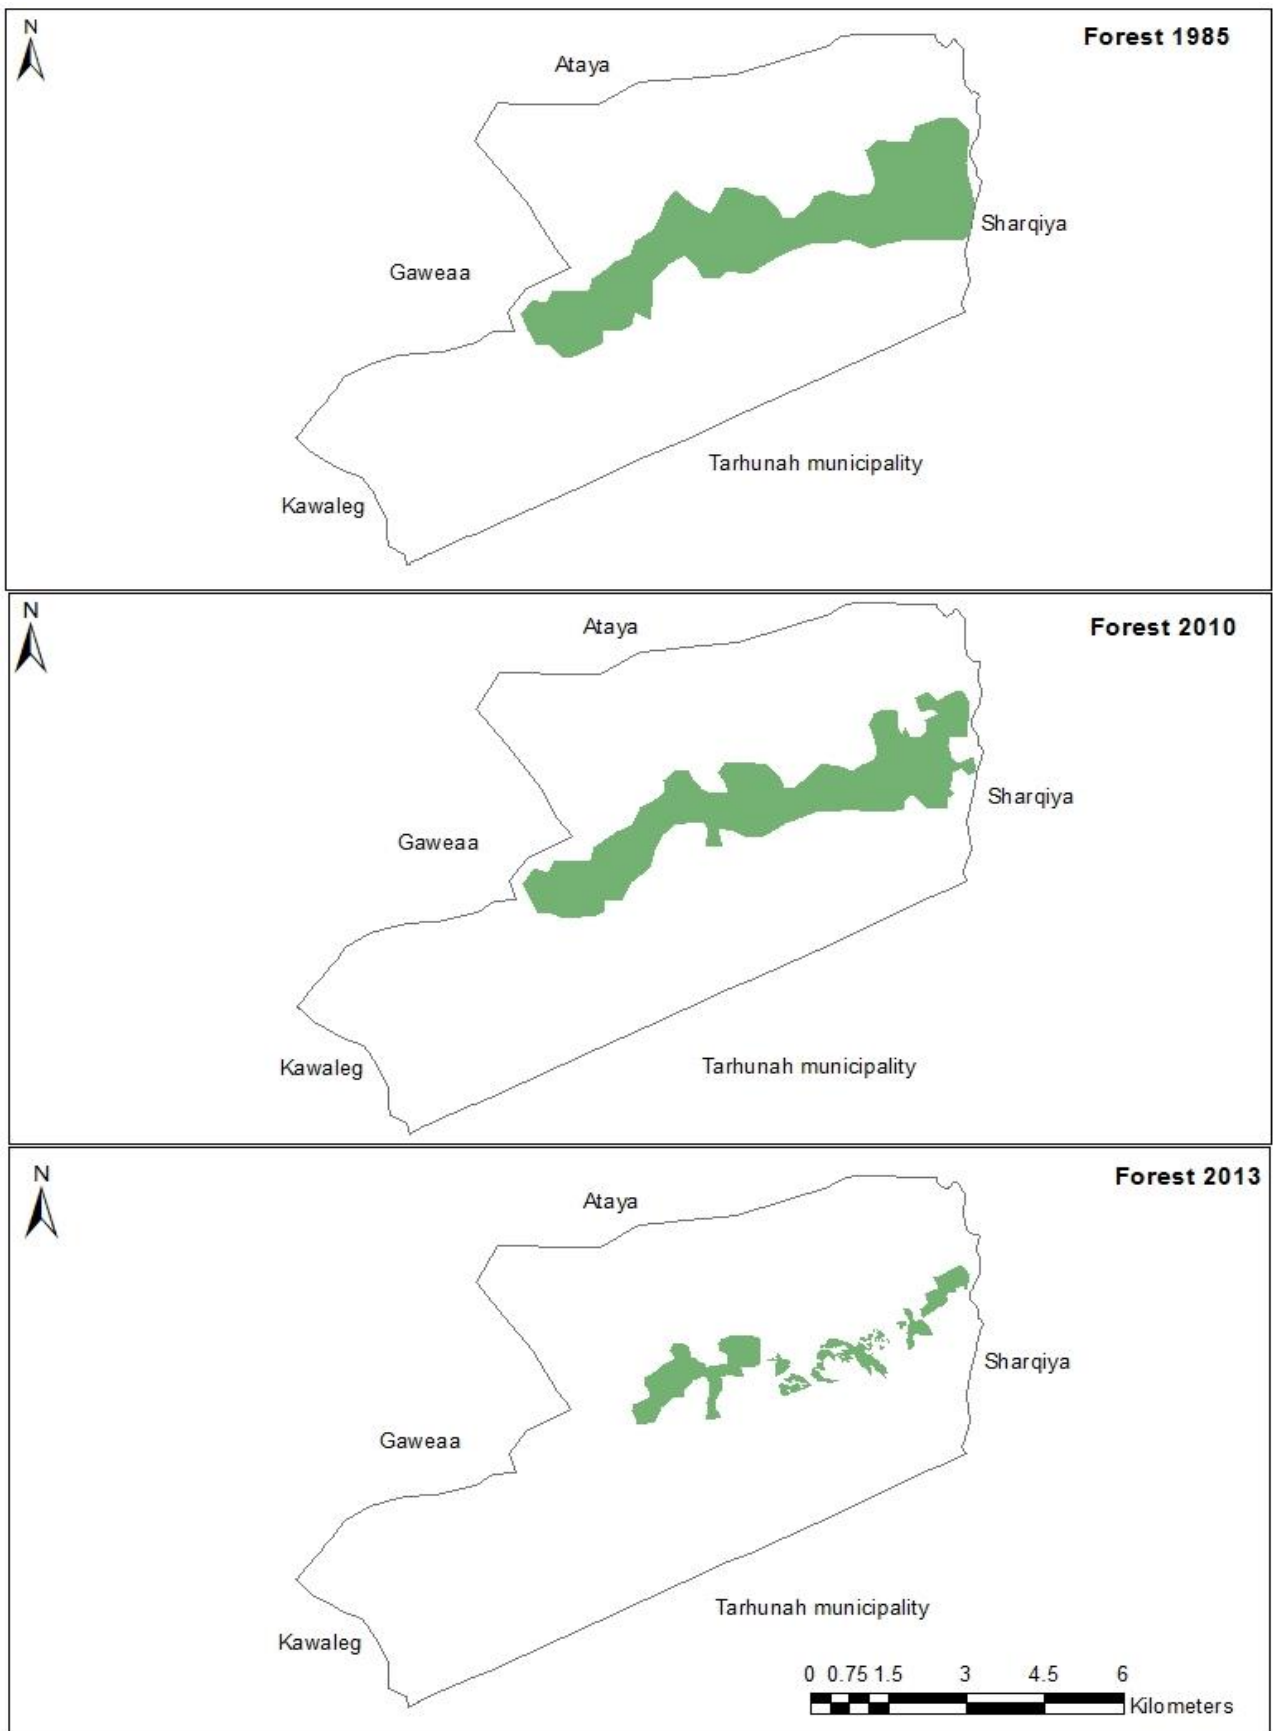 N
Forest 1985
Ataya
Sharqiya
Gaweaa
Tarhunah municipality
Kawaleg
N
Ataya
Forest 2010
Sharqiya
Gaweaa
Tarhunah municipality
Kawaleg
N
Forest 2013
Ataya
Sharqiya
Gaweaa
Tarhunah municipality
Kawaleg
0 0.75 1.5 3 4.5 6
Kilometers